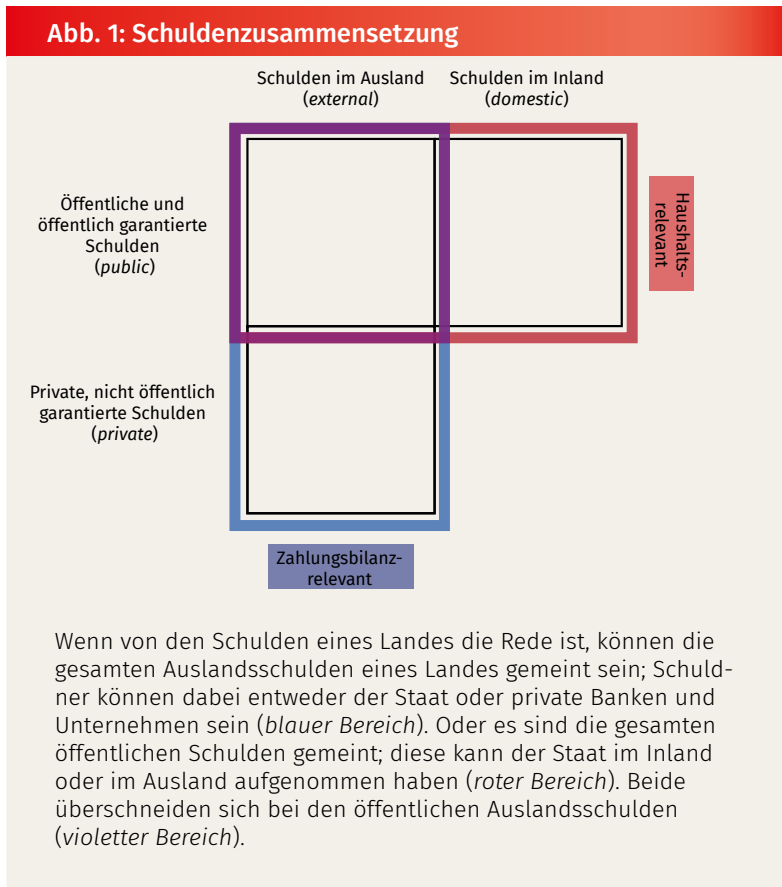 Abb. 1: Schuldenzusammensetzung
Schulden im Ausland
(external)
Schulden im Inland
(domestic)
Öffentliche und
öffentlich garantierte
Schulden
(public)
Haushalts-
relevant
Private, nicht öffentlich
garantierte Schulden
(private)
Zahlungsbilanz-
relevant
Wenn von den Schulden eines Landes die Rede ist, können die
gesamten Auslandsschulden eines Landes gemeint sein; Schuld-
ner können dabei entweder der Staat oder private Banken und
Unternehmen sein (blauer Bereich). Oder es sind die gesamten
öffentlichen Schulden gemeint; diese kann der Staat im Inland
oder im Ausland aufgenommen haben (roter Bereich). Beide
überschneiden sich bei den öffentlichen Auslandsschulden
(violetter Bereich).